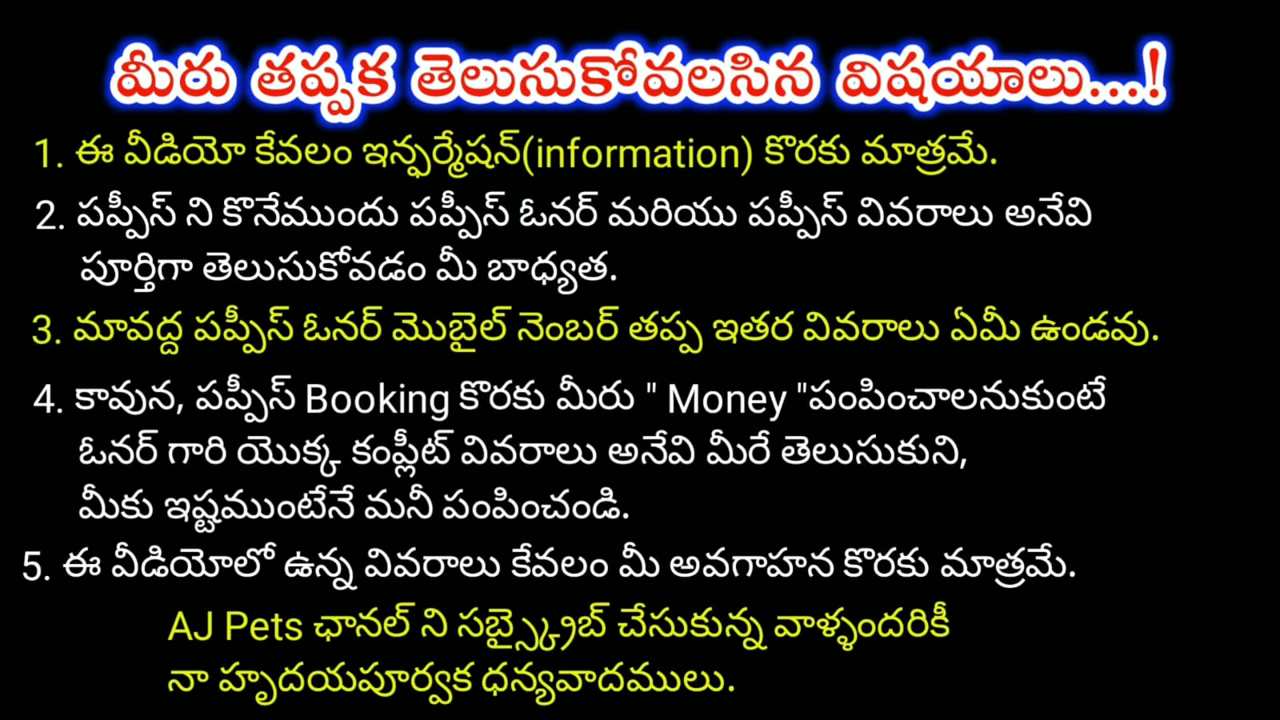 మీరు తప్పక తెలుసుకోవలసిన విషయాలు...!
1. ఈ వీడియో కేవలం ఇన్ఫర్మేషన్(information) కొరకు మాత్రమే.
2. పప్పీస్ ని కొనేముందు పప్పీస్ ఓనర్ మరియు పప్పీస్ వివరాలు అనేవి
పూర్తిగా తెలుసుకోవడం మీ బాధ్యత.
3. మావద్ద పప్పీస్ ఓనర్ మొబైల్ నెంబర్ తప్ప ఇతర వివరాలు ఏమీ ఉండవు.
4. కావున, పప్పీస్ Booking కొరకు మీరు " Money "పంపించాలనుకుంటే
ఓనర్ గారి యొక్క కంప్లీట్ వివరాలు అనేవి మీరే తెలుసుకుని,
మీకు ఇష్టముంటేనే మనీ పంపించండి.
5. ఈ వీడియోలో ఉన్న వివరాలు కేవలం మీ అవగాహన కొరకు మాత్రమే.
AJ Pets ఛానల్ ని సబ్స్క్రైబ్ చేసుకున్న వాళ్ళందరికీ
నా హృదయపూర్వక ధన్యవాదములు.